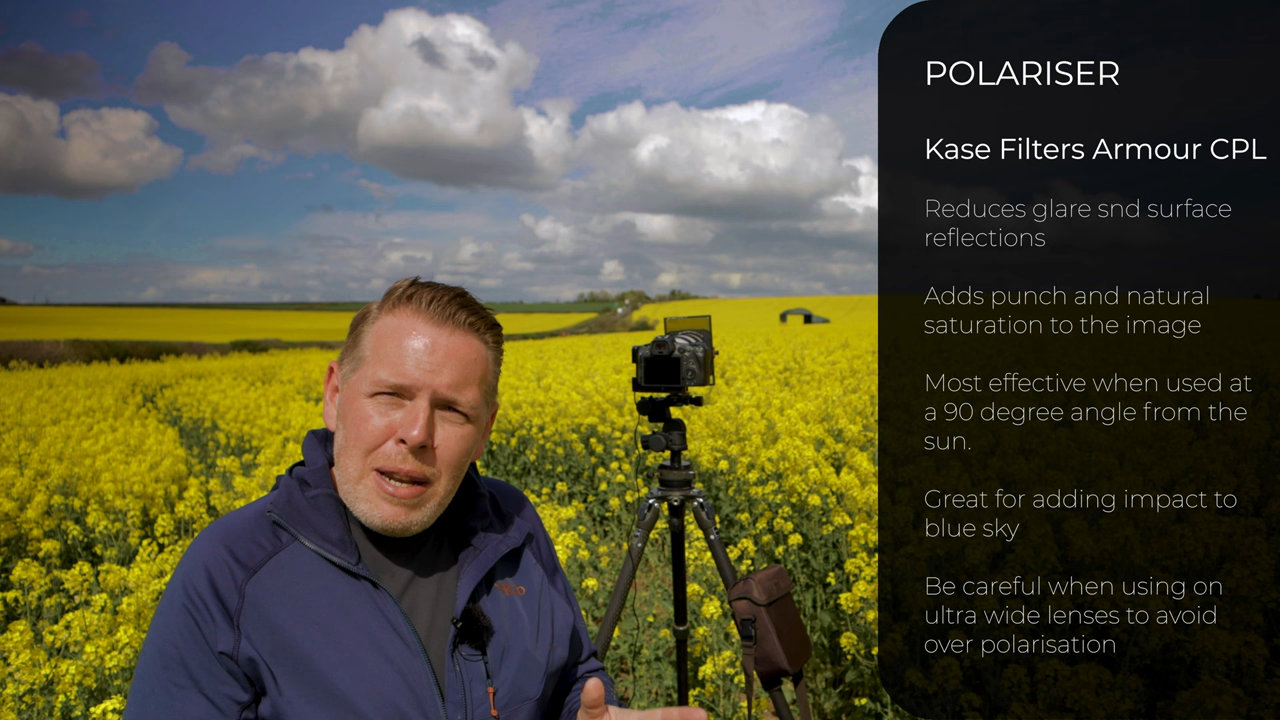 POLARISER
Kase Filters Armour CPL
Reduces glare snd surface
reflections
Adds punch and natural
saturation to the image
Most effective when used at
a 90 degree angle from the
sun.
Great for adding impact to
blue sky
Be careful when using on
ultra wide lenses to avoid
over polarisation